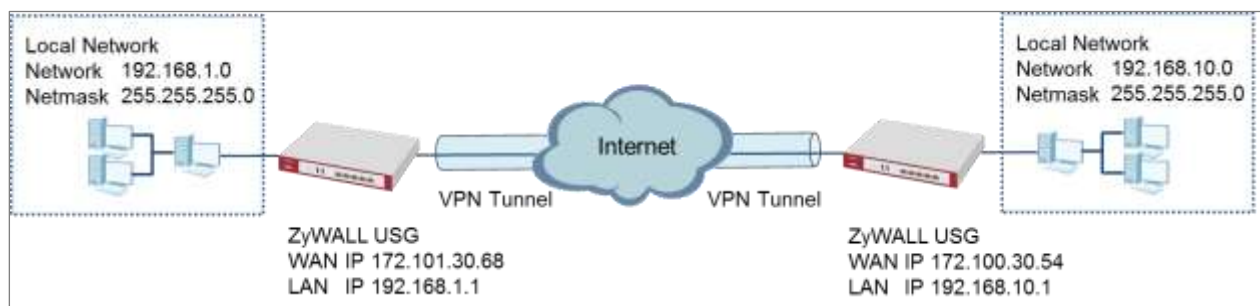 Local Network
Network 192.168.1.0
Netmask 255.255.255.0
Local Network
Network 192.168.10.0
Netmask 255.255.255.0
Internet
VPN Tunnel
VPN Tunnel
ZyWALL USG
WAN IP 172.101.30.68
LAN IP 192.168.1.1
ZyWALL USG
WAN IP 172.100.30.54
LAN IP 192.168.10.1